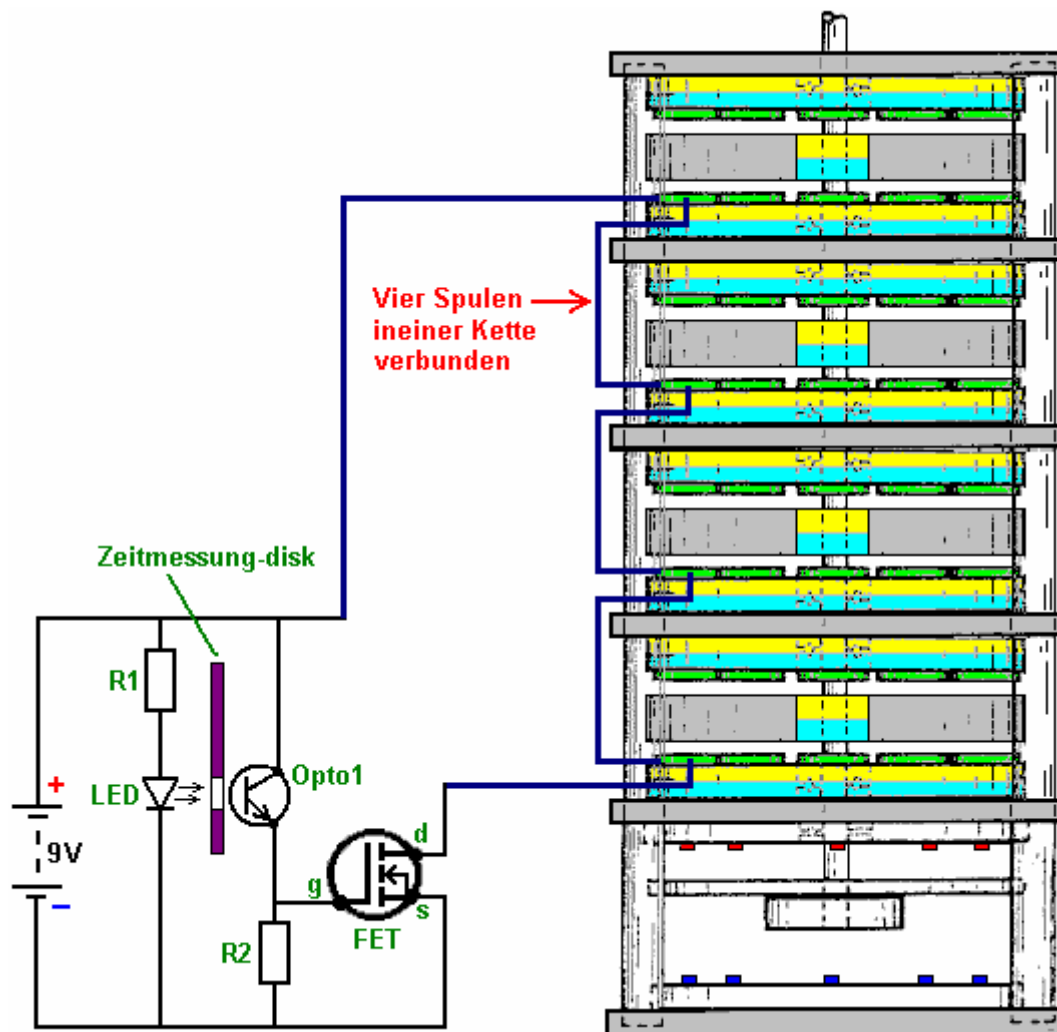 Vier Spulen
ineiner Kette
verbunden
Zeitmessung-disk
R1
LED
Opto1
+
9V
–
d
g
s
FET
R2